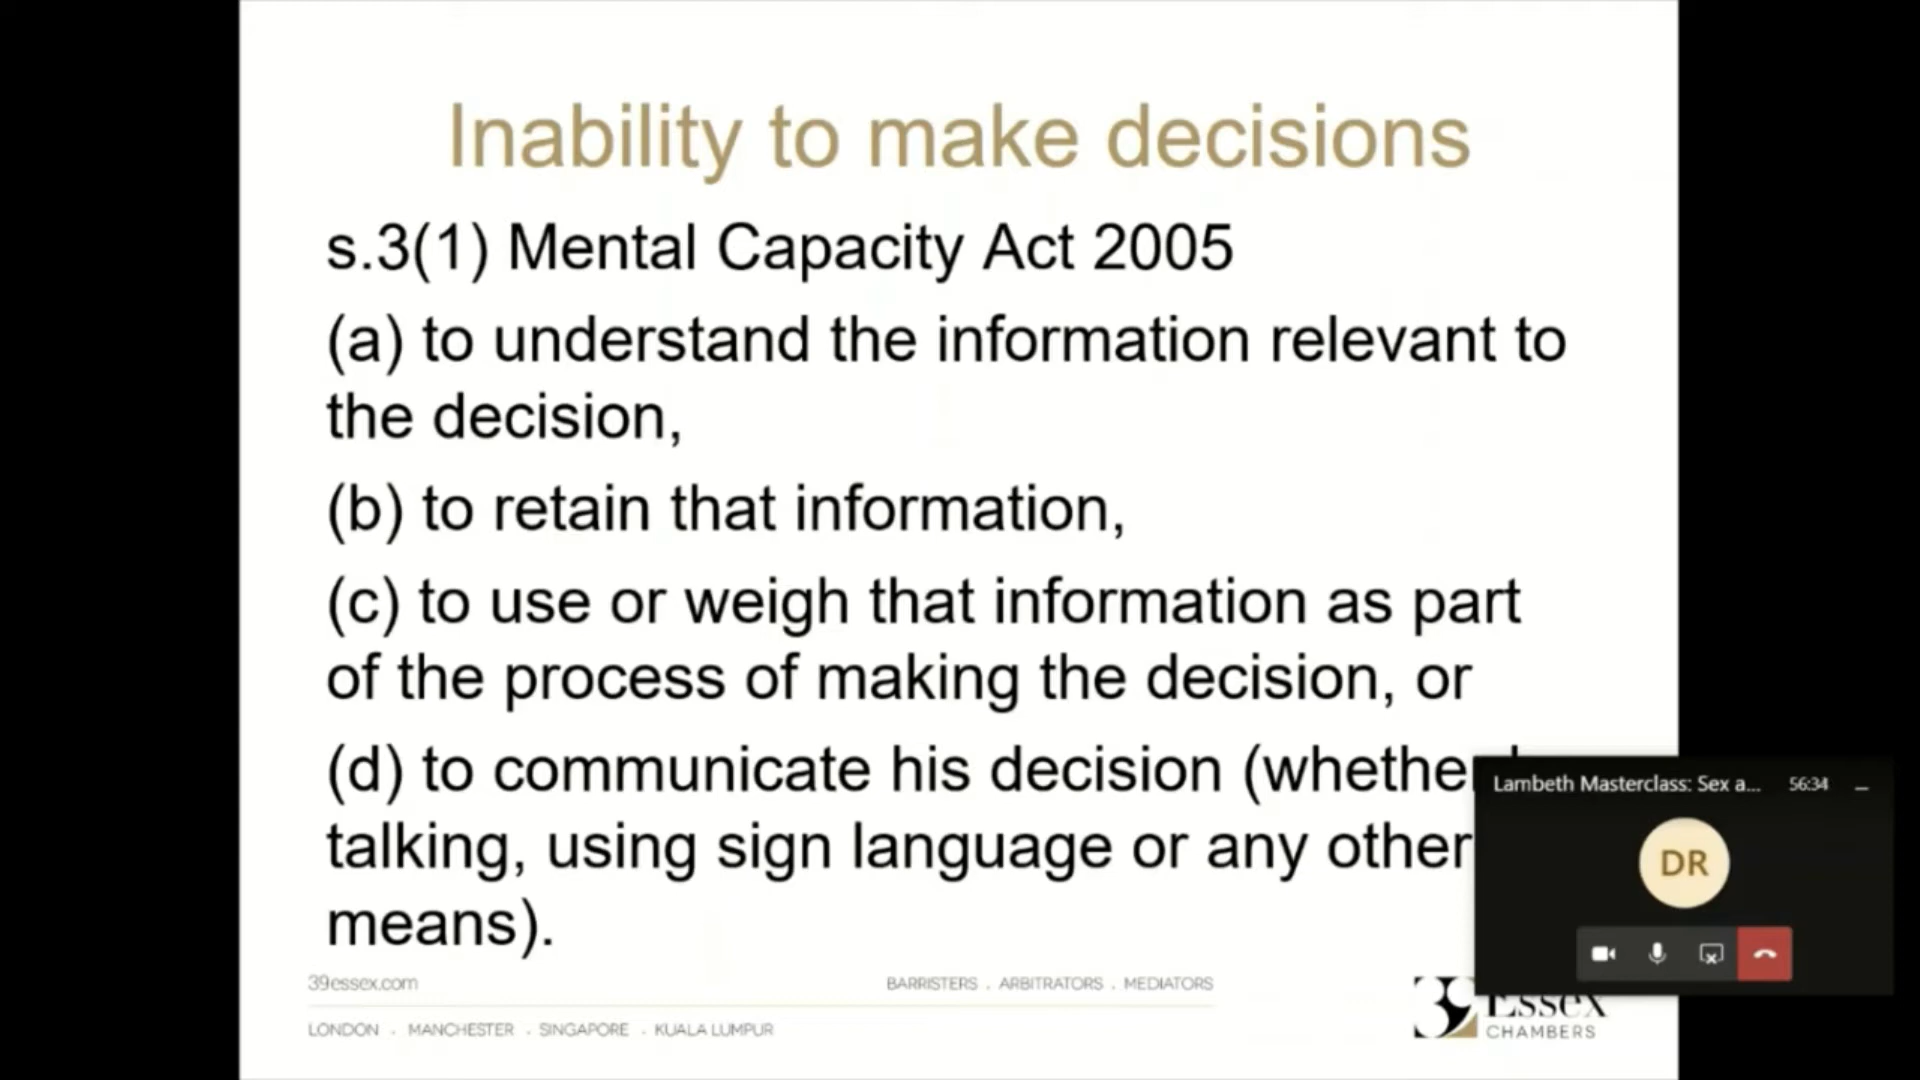 Inability to make decisions
s.3(1) Mental Capacity Act 2005
(a) to understand the information relevant to
the decision,
(b) to retain that information,
(c) to use or weigh that information as part
of the process of making the decision, or
(d) to communicate his decision (whethe
talking, using sign language or any other
means).
Lambeth Masterclass: Sex a... 56:34
DR
39essex.com
BARRISTERS . ARBITRATORS . MEDIATORS
LONDON . MANCHESTER . SINGAPORE . KUALA LUMPUR
39 Essex
CHAMBERS